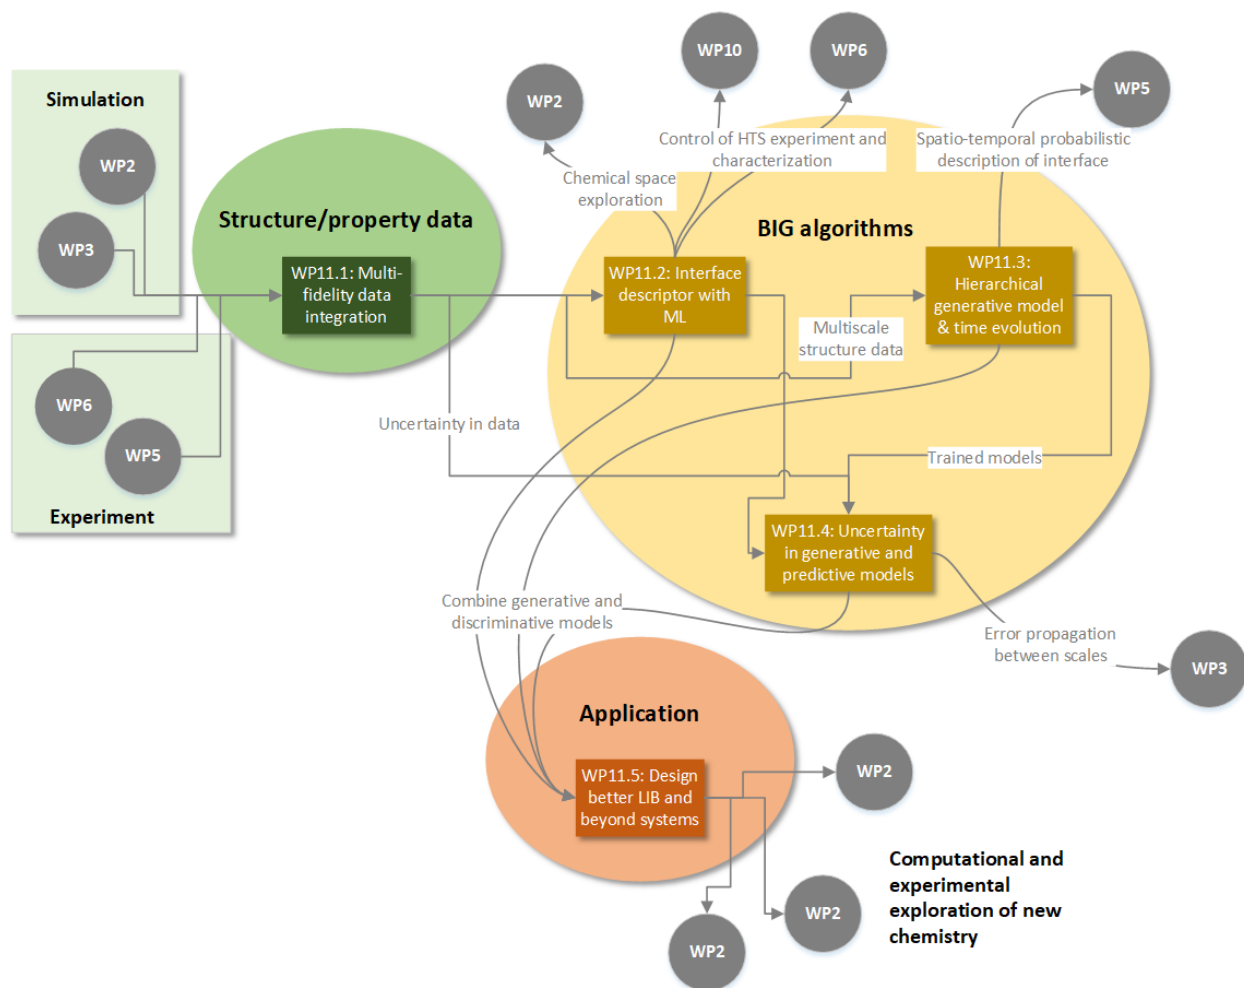 WP10
WP6
WP5
WP2
Simulation
WP2
WP3
Control of HTS experiment and
characterization
Spatio-temporal probabilistic
description of interface
Chemical space
exploration
Structure/property data
BIG algorithms
WP11.1: Multi-
fidelity data
integration
WP11.2: Interface
descriptor with
ML
WP11.3:
Hierarchical
generative model
& time evolution
Multiscale
structure data
WP6
WP5
Experiment
Uncertainty in data
Trained models
WP11.4: Uncertainty
in generative and
predictive models
Combine generative and
discriminative models
Error propagation
between scales
WP3
Application
WP11.5: Design
better LIB and
beyond systems
WP2
WP2
WP2
Computational and
experimental
exploration of new
chemistry